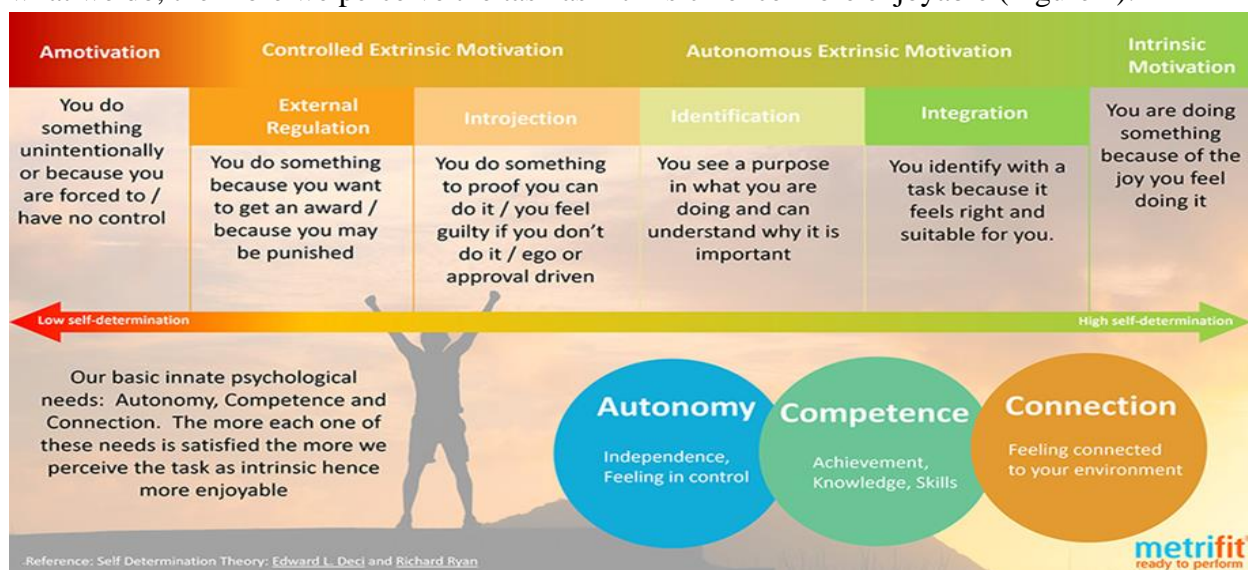 Amotivation
Controlled Extrinsic Motivation
Autonomous Extrinsic Motivation
Intrinsic
Motivation
You do
something
unintentionally
or because you
are forced to /
have no control
External
Regulation
You do something
because you want
to get an award /
because you may
be punished
Introjection
You do something
to proof you can
do it / you feel
guilty if you don't
do it / ego or
approval driven
Identification
You see a purpose
in what you are
doing and can
understand why it is
important
Integration
You identify with a
task because it
feels right and
suitable for you.
You are doing
something
because of the
joy you feel
doing it
Low self-determination
High self-determination
Our basic innate psychological
needs: Autonomy, Competence and
Connection. The more each one of
these needs is satisfied the more we
perceive the task as intrinsic hence
more enjoyable
Autonomy
Independence,
Feeling in control
Competence
Achievement,
Knowledge, Skills
Connection
Feeling connected
to your environment
.Reference: Self Determination Theory: Edward L. Deci and Richard Ryan
metrifit
ready to perform